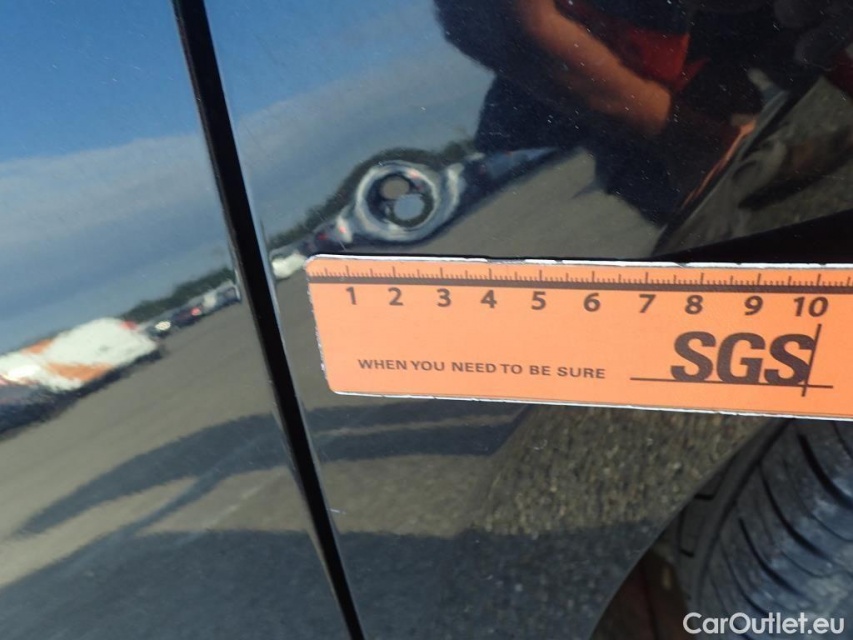 1 2 3 4 5 6 7 8 9 10
WHEN YOU NEED TO BE SURE SGS
CarOutlet.eu